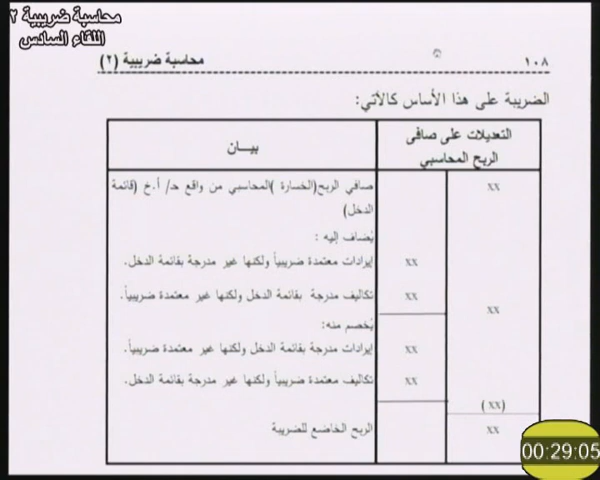 محاسبة ضريبية ٢
اللقاء السادس
١٠٨ محاسبة ضريبية (٢)
الضريبة على هذا الأساس كالآتي:
التعديلات على صافى الربح المحاسبي
بيـــان
xx صافي الربح(الخسارة )المحاسبي من واقع حـ/ أ.خ (قائمة
الدخل)
يُضاف إليه :
xx إيرادات معتمدة ضريبياً ولكنها غير مدرجة بقائمة الدخل.
xx تكاليف مدرجة بقائمة الدخل ولكنها غير معتمدة ضريبياً.
xx
يُخصم منه:
xx إيرادات مدرجة بقائمة الدخل ولكنها غير معتمدة ضريبياً.
xx تكاليف معتمدة ضريبياً ولكنها غير مدرجة بقائمة الدخل.
(xx)
xx الربح الخاضع للضريبة
00:29:05